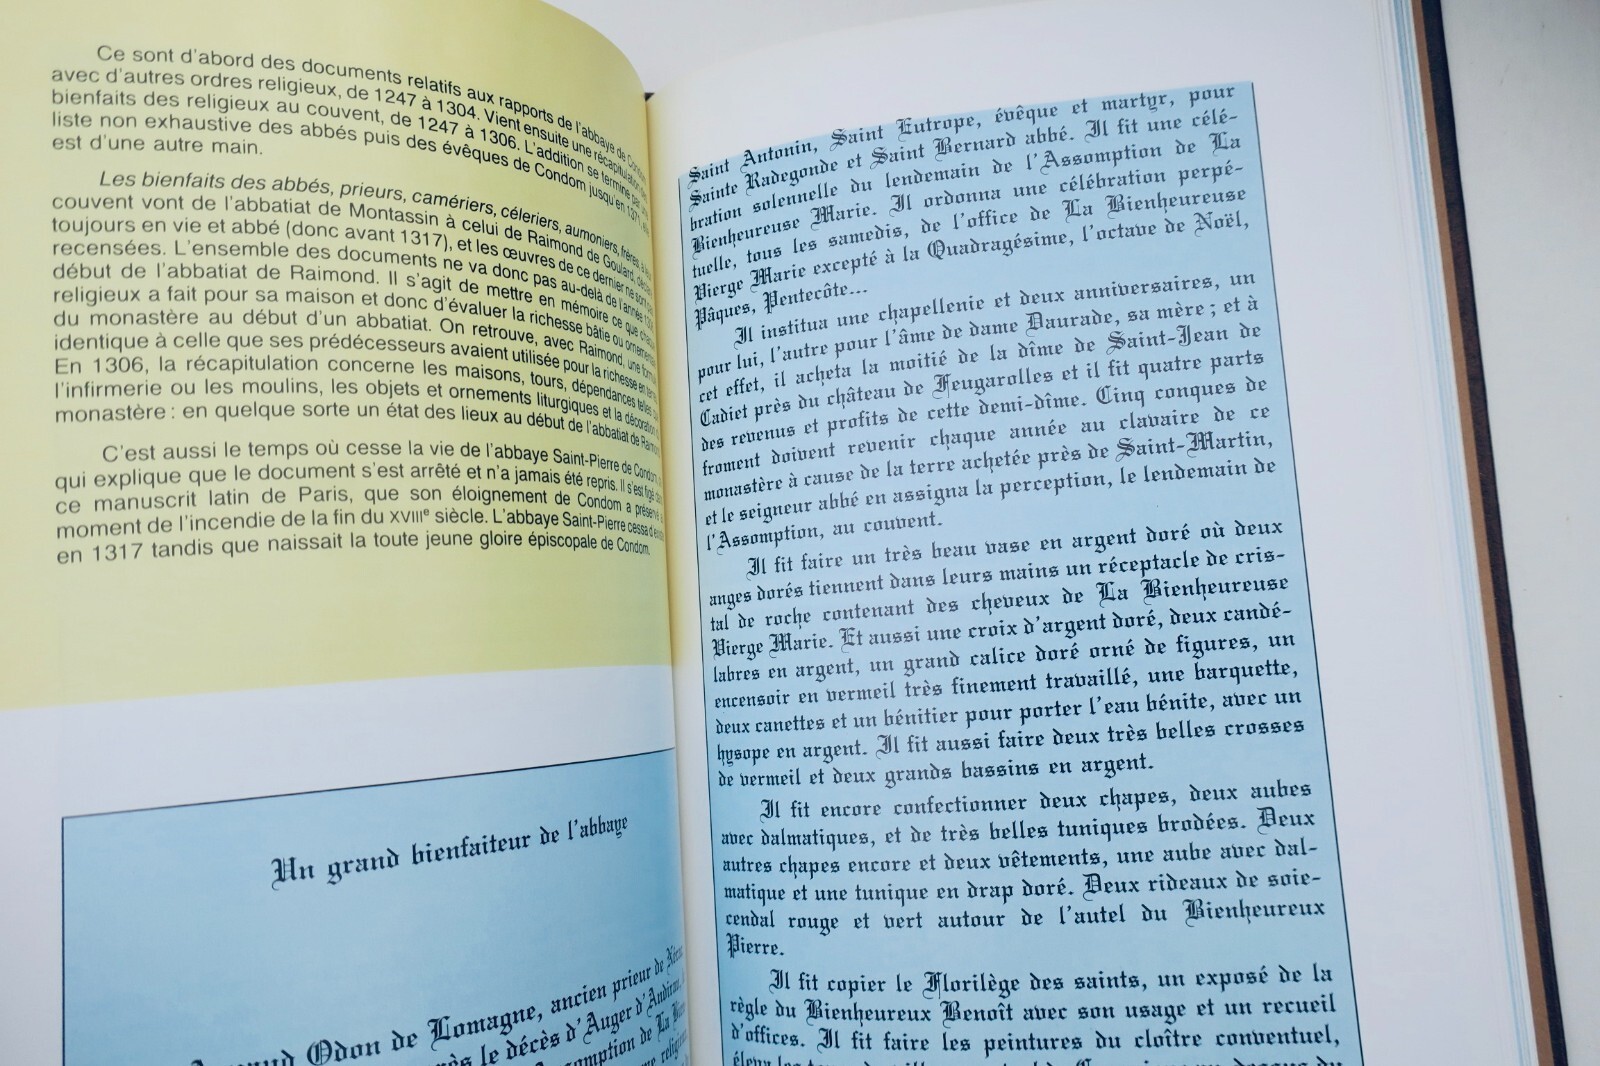 Ce sont d'abord des documents relatifs aux rapports de l'abbaye de
avec d'autres ordres religieux, de 1247 à 1304. Vient ensuite une récapitulation
bienfaits des religieux au couvent, de 1247 à 1306. L'addition se termine par une
liste non exhaustive des abbés puis des évêques de Condom jusqu'en 1371, elle
est d'une autre main.
Les bienfaits des abbés, prieurs, camériers, céleriers, aumoniers, frères, à leur
couvent vont de l'abbatiat de Montassin à celui de Raimond de Goulard,
toujours en vie et abbé (donc avant 1317), et les œuvres de ce dernier ne sont pas
recensées. L'ensemble des documents ne va donc pas au-delà de l'année
début de l'abbatiat de Raimond. Il s'agit de mettre en mémoire ce que chaque
religieux a fait pour sa maison et donc d'évaluer la richesse bâtie ou ornementale
du monastère au début d'un abbatiat. On retrouve, avec Raimond, une formule
identique à celle que ses prédécesseurs avaient utilisée pour la richesse en terres.
En 1306, la récapitulation concerne les maisons, tours, dépendances telles que
l'infirmerie ou les moulins, les objets et ornements liturgiques et la décoration
monastère : en quelque sorte un état des lieux au début de l'abbatiat de Raimond.
C'est aussi le temps où cesse la vie de l'abbaye Saint-Pierre de Condom,
qui explique que le document s'est arrêté et n'a jamais été repris. Il s'est figé dans
ce manuscrit latin de Paris, que son éloignement de Condom a préservé
moment de l'incendie de la fin du XVIIIe siècle. L'abbaye Saint-Pierre cessa
en 1317 tandis que naissait la toute jeune gloire épiscopale de Condom.
Un grand bienfaiteur de l'abbaye
Odon de Lomagne, ancien prieur de
le décès d'Auger d'Andiran,
de La
Saint Antonin, Saint Eutrope, évêque et martyr, pour
Sainte Radegonde et Saint Bernard abbé. Il fit une célé-
bration solennelle du lendemain de l'Assomption de La
Bienheureuse Marie. Il ordonna une célébration perpé-
tuelle, tous les samedis, de l'office de La Bienheureuse
Vierge Marie excepté à la Quadragésime, l'octave de Noël,
Pâques, Pentecôte...
Il institua une chapellenie et deux anniversaires, un
pour lui, l'autre pour l'âme de dame Daurade, sa mère ; et à
cet effet, il acheta la moitié de la dîme de Saint-Jean de
Cadiet près du château de Feugarolles et il fit quatre parts
des revenus et profits de cette demi-dîme. Cinq conques de
froment doivent revenir chaque année au clavaire de ce
monastère à cause de la terre achetée près de Saint-Martin,
et le seigneur abbé en assigna la perception, le lendemain de
l'Assomption, au couvent.
Il fit faire un très beau vase en argent doré où deux
anges dorés tiennent dans leurs mains un réceptacle de cris-
tal de roche contenant des cheveux de La Bienheureuse
Vierge Marie. Et aussi une croix d'argent doré, deux candé-
labres en argent, un grand calice doré orné de figures, un
encensoir en vermeil très finement travaillé, une barquette,
deux canettes et un bénitier pour porter l'eau bénite, avec un
hysope en argent. Il fit aussi faire deux très belles crosses
de vermeil et deux grands bassins en argent.
Il fit encore confectionner deux chapes, deux aubes
avec dalmatiques, et de très belles tuniques brodées. Deux
autres chapes encore et deux vêtements, une aube avec dal-
matique et une tunique en drap doré. Deux rideaux de soie-
cendal rouge et vert autour de l'autel du Bienheureux
Pierre.
Il fit copier le Florilège des saints, un exposé de la
règle du Bienheureux Benoît avec son usage et un recueil
d'offices. Il fit faire les peintures du cloître conventuel,